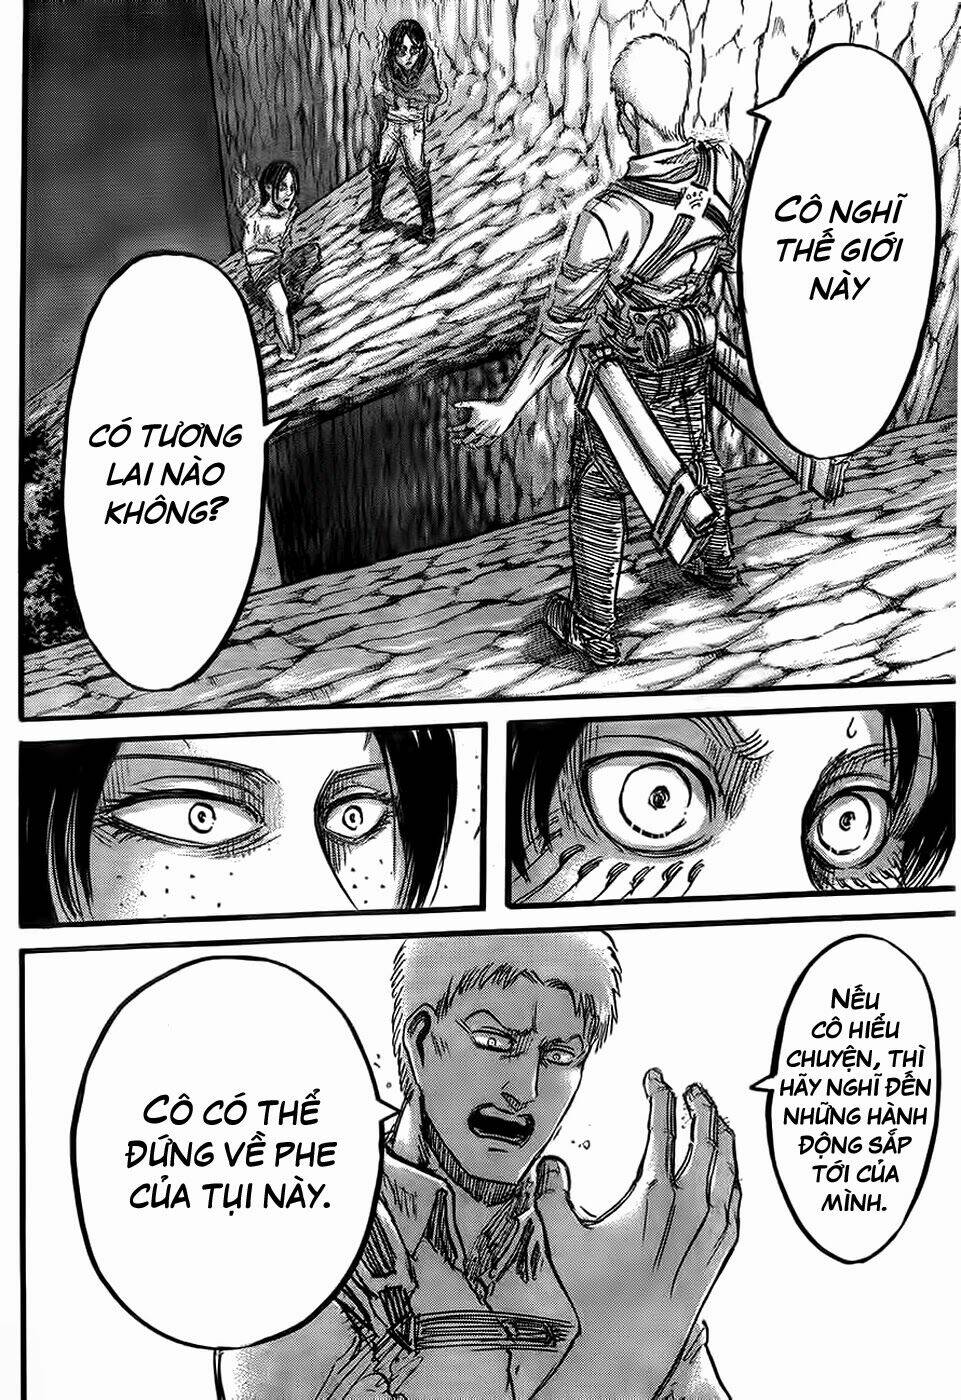 CÔ NGHĨ
THẾ GIỚI
NÀY
CÓ TƯƠNG
LAI NÀO
KHÔNG?
NẾU
CÔ HIỂU
CHUYỆN, THÌ
HÃY NGHĨ ĐẾN
NHỮNG HÀNH
ĐỘNG SẮP
TỚI CỦA
MÌNH.
CÔ CÓ THỂ
ĐỨNG VỀ PHE
CỦA TỤI NÀY.